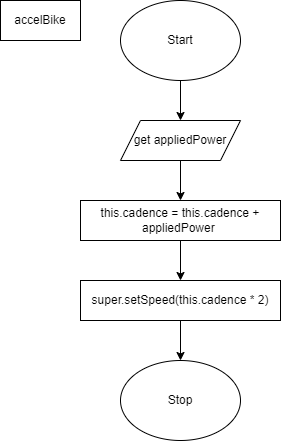 accelBike
Start
get appliedPower
this.cadence = this.cadence +
appliedPower
super.setSpeed(this.cadence * 2)
Stop